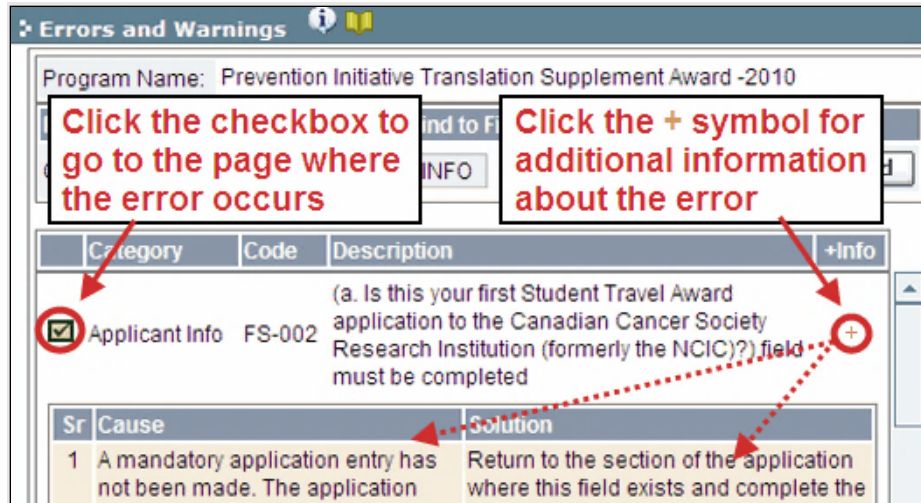 Errors and Warnings
Program Name: Prevention Initiative Translation Supplement Award -2010
Click the checkbox to
go to the page where
the error occurs
ind to Fi
INFO
Click the + symbol for
additional information
about the error
d
Category Code Description +Info
Applicant Info FS-002 (a. Is this your first Student Travel Award
application to the Canadian Cancer Society
Research Institution (formerly the NCIC)?) field
must be completed
+
Sr Cause Solution
1 A mandatory application entry has Return to the section of the application
not been made. The application where this field exists and complete the